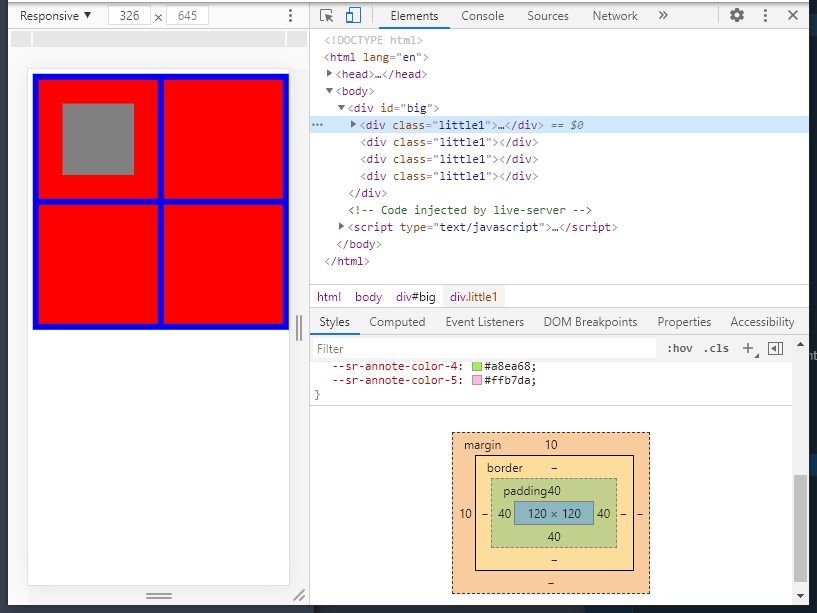 Responsive ▼ 326 × 645
Elements Console Sources Network »
<!DOCTYPE html>
<html lang="en">
▶<head>…</head>
▼<body>
▼<div id="big">
… ▶<div class="little1">…</div> == $0
<div class="little1"></div>
<div class="little1"></div>
<div class="little1"></div>
</div>
<!-- Code injected by live-server -->
▶<script type="text/javascript">…</script>
</body>
</html>
html body div#big div.little1
Styles Computed Event Listeners DOM Breakpoints Properties Accessibility
Filter :hov .cls +
--sr-annote-color-4: #a8ea68;
--sr-annote-color-5: #ffb7da;
}
margin 10
border –
padding40
10 – 40 120 × 120 40 – –
40
–
–